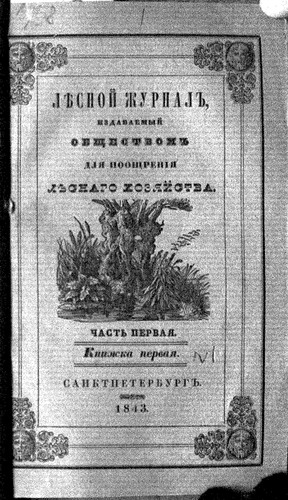 ЛѢСНОЙ ЖУРНАЛЪ,
ИЗДАВАЕМЫЙ
ОБЩЕСТВОМЪ
ДЛЯ ПООЩРЕНІЯ
ЛѢСНАГО ХОЗЯЙСТВА.
ЧАСТЬ ПЕРВАЯ.
Книжка первая.
САНКТПЕТЕРБУРГЪ.
1843.